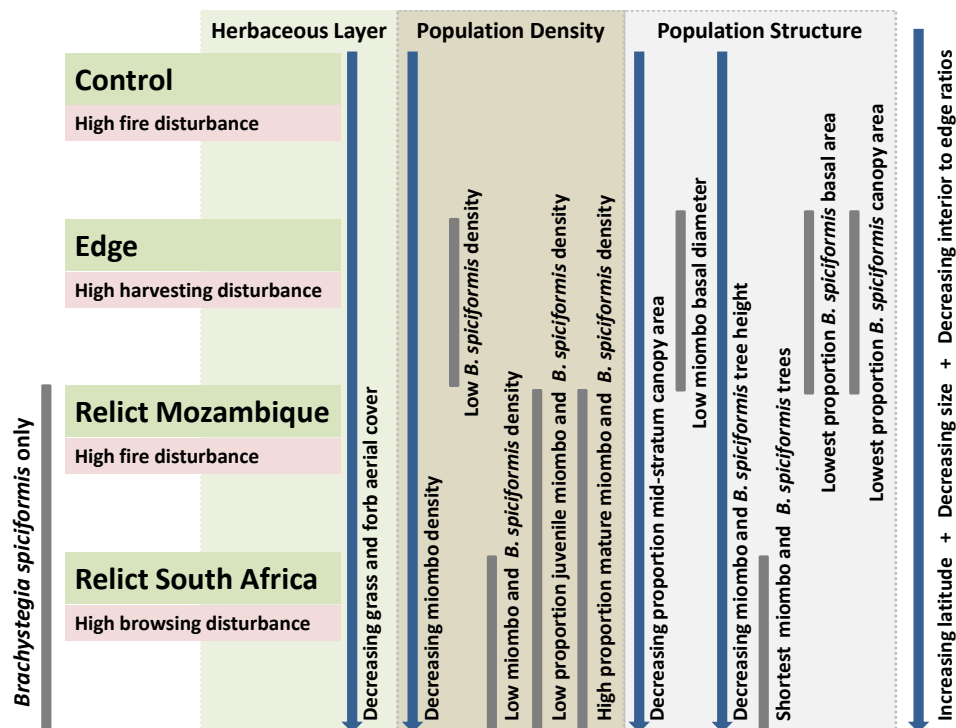 Herbaceous Layer
Population Density
Population Structure
Control
High fire disturbance
Edge
High harvesting disturbance
Relict Mozambique
High fire disturbance
Relict South Africa
High browsing disturbance
Brachystegia spiciformis only
Decreasing grass and forb aerial cover
Decreasing miombo density
Low B. spiciformis density
Low miombo and B. spiciformis density
Low proportion juvenile miombo and B. spiciformis density
High proportion mature miombo and B. spiciformis density
Decreasing proportion mid-stratum canopy area
Low miombo basal diameter
Decreasing miombo and B. spiciformis tree height
Shortest miombo and B. spiciformis trees
Lowest proportion B. spiciformis basal area
Lowest proportion B. spiciformis canopy area
Increasing latitude + Decreasing size + Decreasing interior to edge ratios